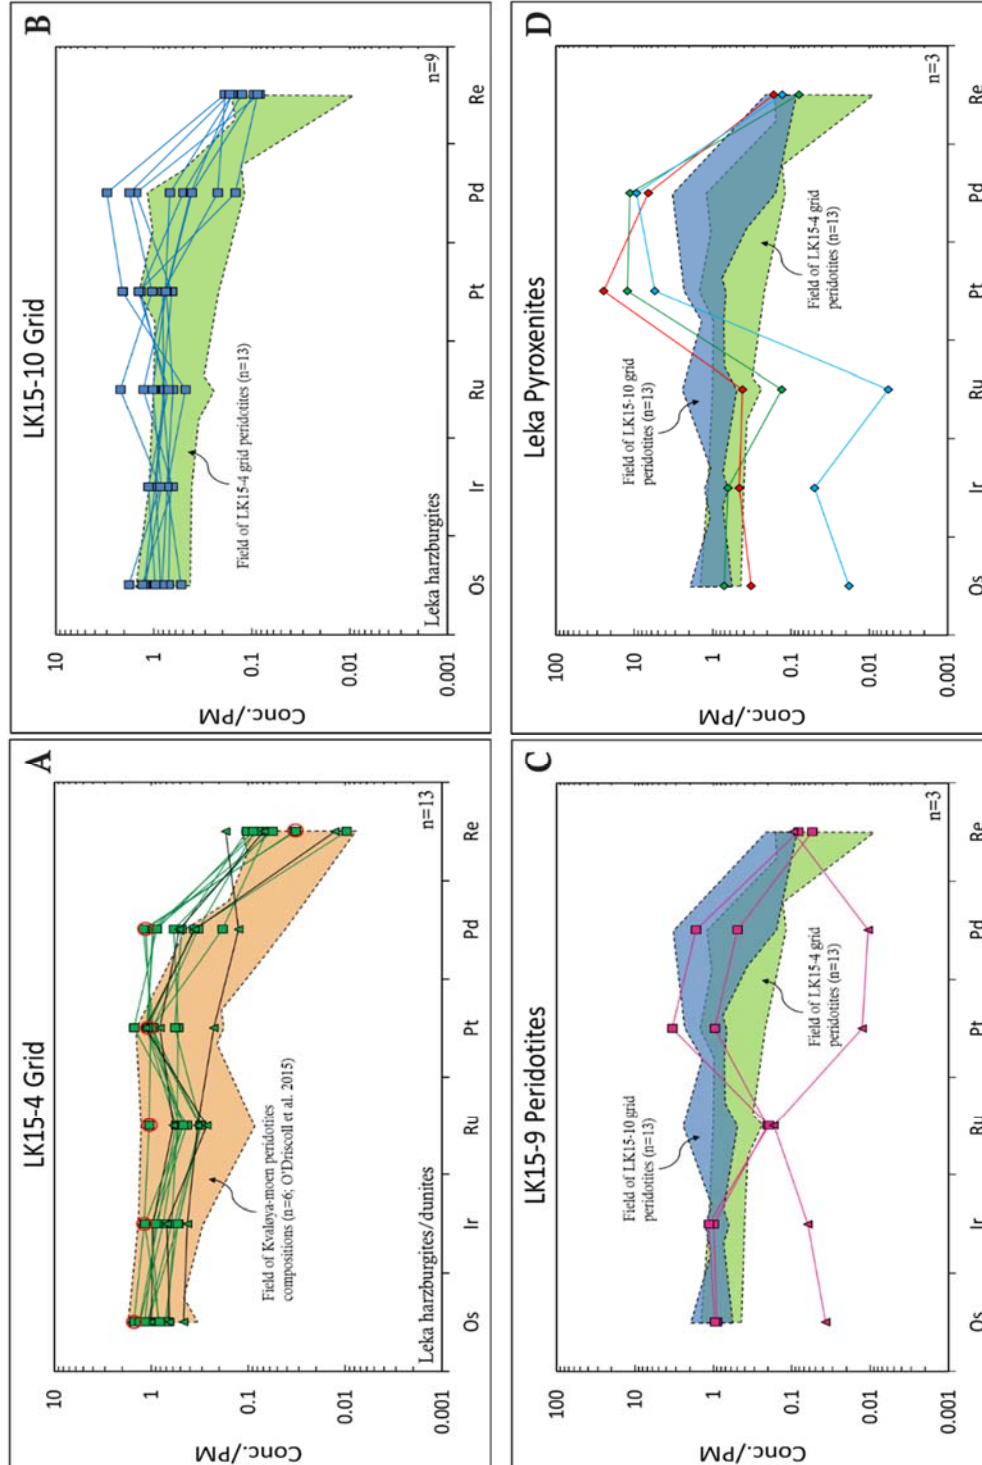 A
LK15-4 Grid
10
1
0.1
0.01
0.001
Conc./PM
Field of Kvaløya-moen peridotites
compositions (n=6; O'Driscoll et al. 2015)
Leka harzburgites/dunites
n=13
Os Ir Ru Pt Pd Re
B
LK15-10 Grid
10
1
0.1
0.01
0.001
Conc./PM
Field of LK15-4 grid peridotites (n=13)
Leka harzburgites
n=9
Os Ir Ru Pt Pd Re
C
LK15-9 Peridotites
100
10
1
0.1
0.01
0.001
Conc./PM
Field of LK15-10 grid
peridotites (n=13)
Field of LK15-4 grid
peridotites (n=13)
n=3
Os Ir Ru Pt Pd Re
D
Leka Pyroxenites
100
10
1
0.1
0.01
0.001
Conc./PM
Field of LK15-10 grid
peridotites (n=13)
Field of LK15-4 grid
peridotites (n=13)
n=3
Os Ir Ru Pt Pd Re